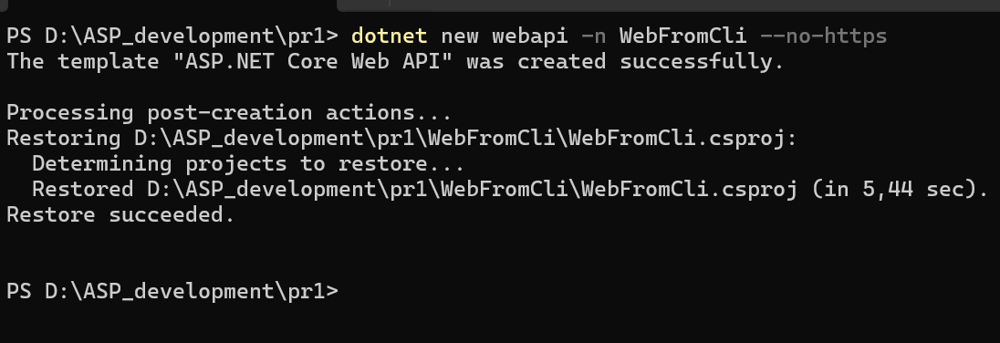 PS D:\ASP_development\pr1> dotnet new webapi -n WebFromCli --no-https
The template "ASP.NET Core Web API" was created successfully.
Processing post-creation actions...
Restoring D:\ASP_development\pr1\WebFromCli\WebFromCli.csproj:
  Determining projects to restore...
  Restored D:\ASP_development\pr1\WebFromCli\WebFromCli.csproj (in 5,44 sec).
Restore succeeded.
PS D:\ASP_development\pr1>